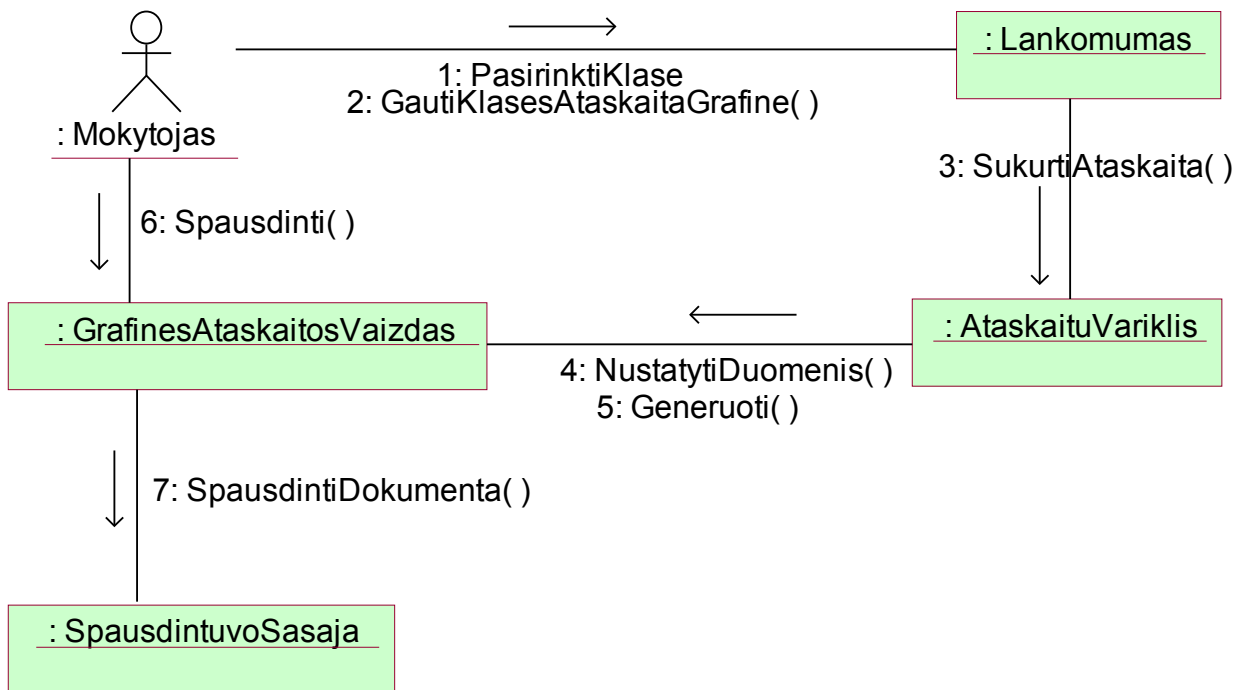 : Lankomumas
1: PasirinktiKlase
2: GautiKlasesAtaskaitaGrafine( )
: Mokytojas
3: SukurtiAtaskaita( )
6: Spausdinti( )
: GrafinesAtaskaitosVaizdas
: AtaskaituVariklis
4: NustatytiDuomenis( )
5: Generuoti( )
7: SpausdintiDokumenta( )
: SpausdintuvoSasaja